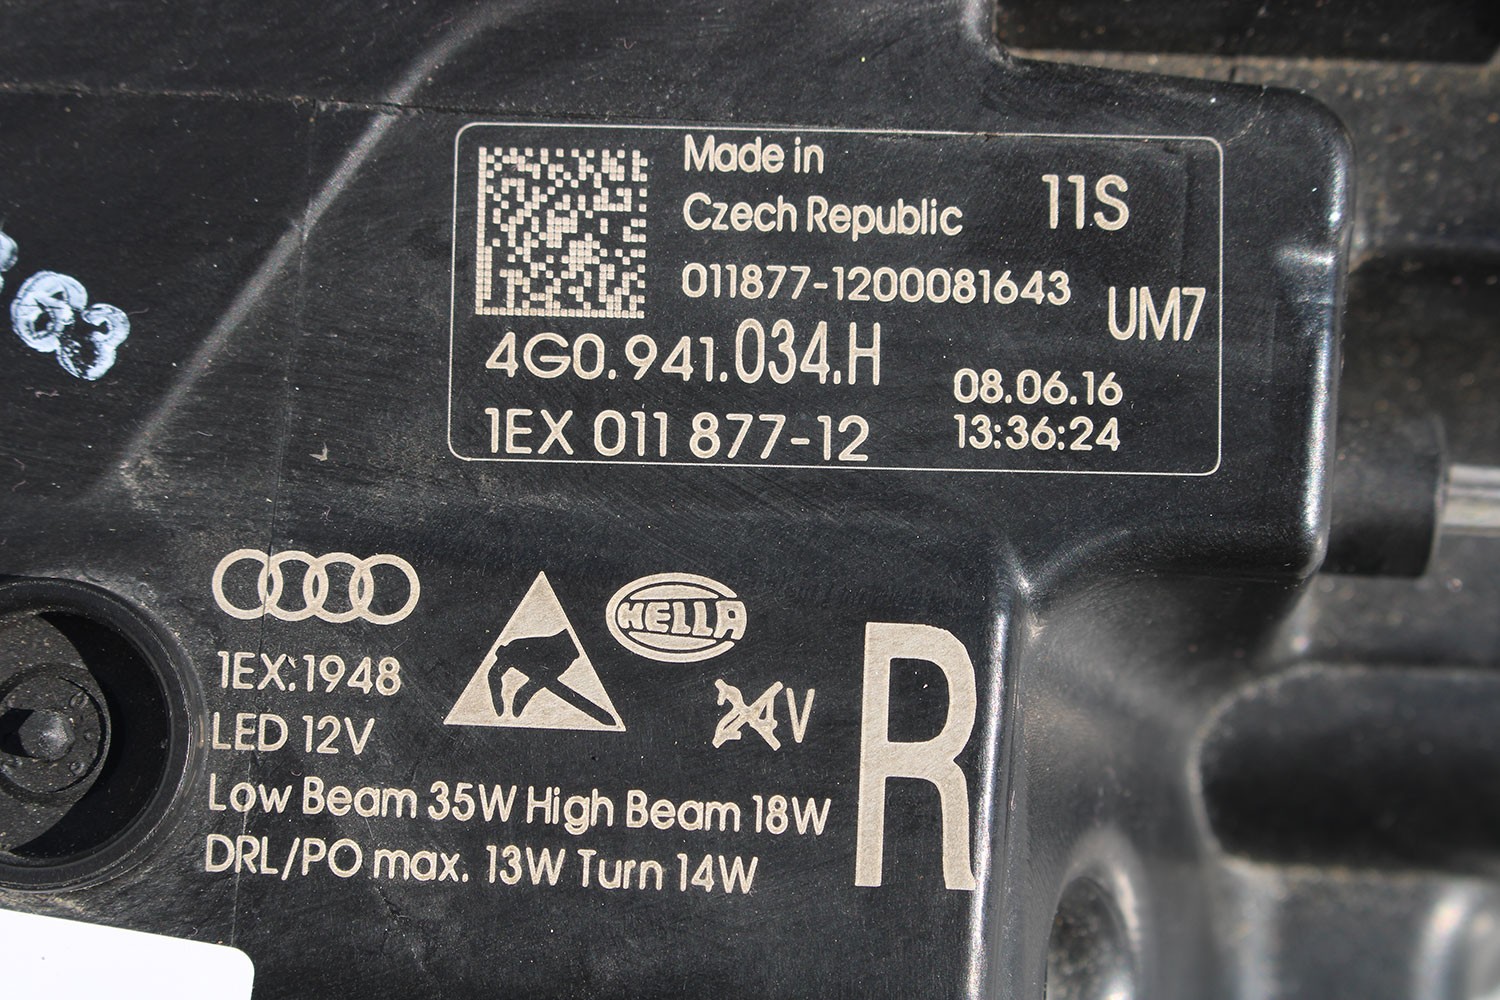 Made in
Czech Republic
11S
011877-1200081643
UM7
4G0.941.034.H
08.06.16
1EX 011 877-12
13:36:24
HELLA
1EX:1948
LED 12V
24V
R
Low Beam 35W High Beam 18W
DRL/PO max. 13W Turn 14W